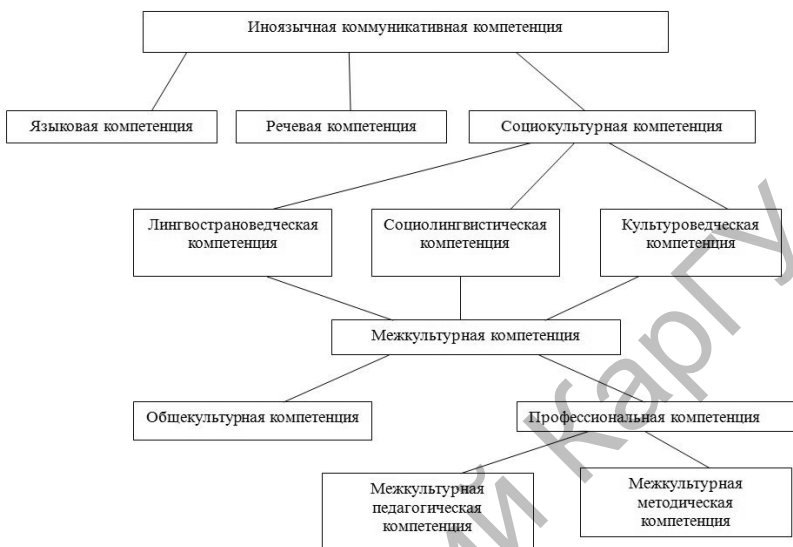 Иноязычная коммуникативная компетенция
Языковая компетенция
Речевая компетенция
Социокультурная компетенция
Лингвострановедческая
компетенция
Социолингвистическая
компетенция
Культуроведческая
компетенция
Межкультурная компетенция
Общекультурная компетенция
Профессиональная компетенция
Межкультурная
педагогическая
компетенция
Межкультурная
методическая
компетенция
КарГУ